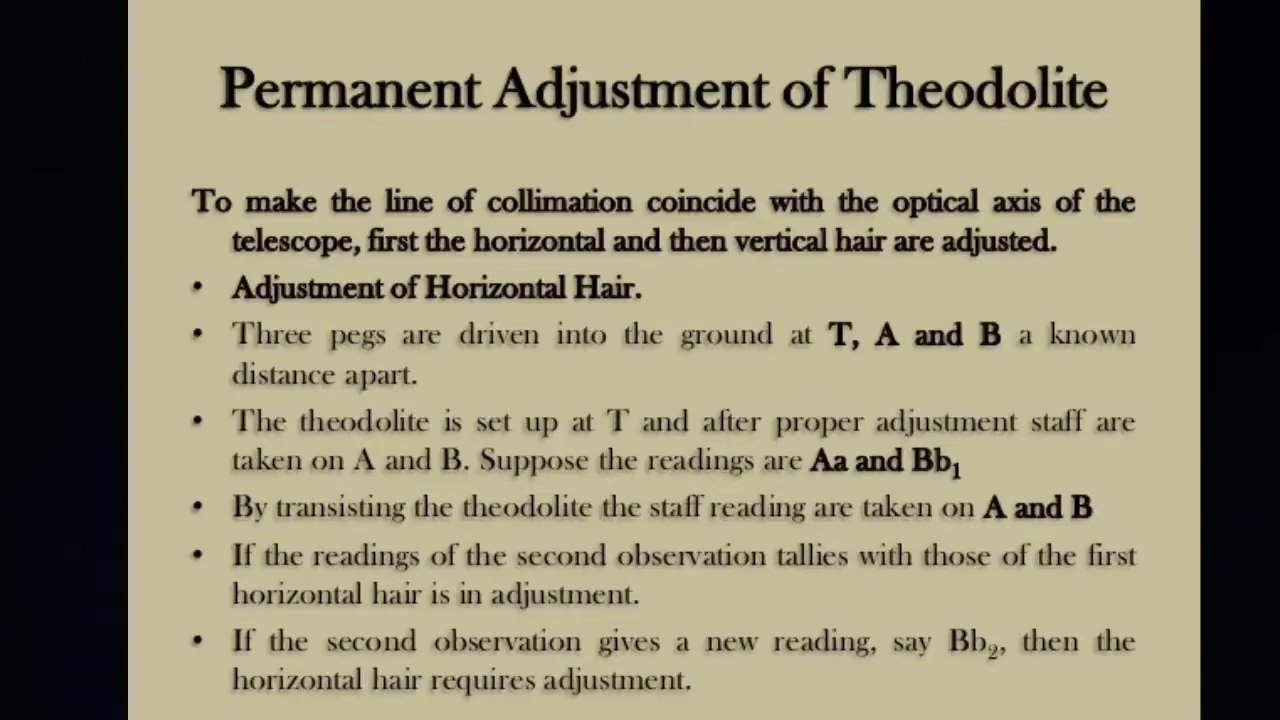 Permanent Adjustment of Theodolite
To make the line of collimation coincide with the optical axis of the
telescope, first the horizontal and then vertical hair are adjusted.
• Adjustment of Horizontal Hair.
• Three pegs are driven into the ground at T, A and B a known
distance apart.
• The theodolite is set up at T and after proper adjustment staff are
taken on A and B. Suppose the readings are Aa and Bb₁
• By transisting the theodolite the staff reading are taken on A and B
• If the readings of the second observation tallies with those of the first
horizontal hair is in adjustment.
• If the second observation gives a new reading, say Bb₂, then the
horizontal hair requires adjustment.